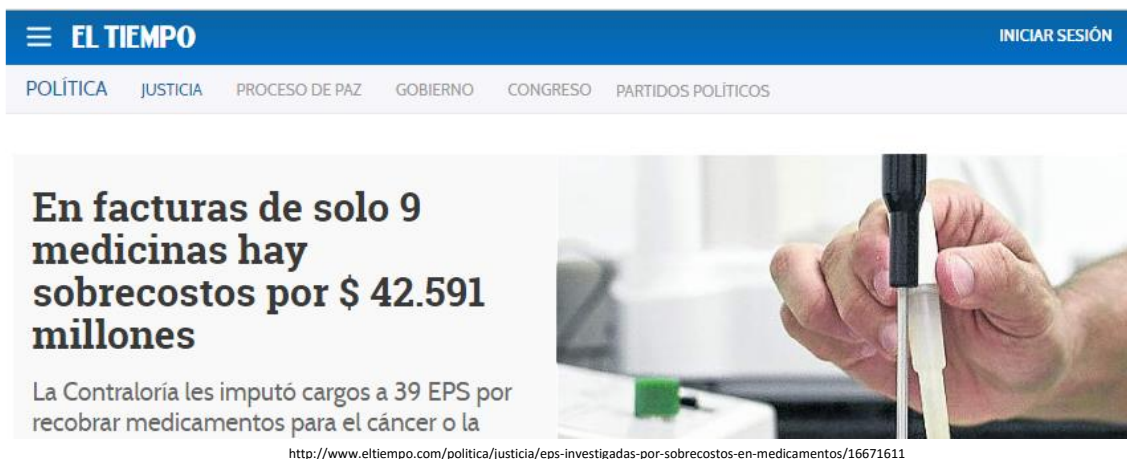 EL TIEMPO INICIAR SESIÓN
POLÍTICA JUSTICIA PROCESO DE PAZ GOBIERNO CONGRESO PARTIDOS POLÍTICOS
En facturas de solo 9
medicinas hay
sobrecostos por $ 42.591
millones
La Contraloría les imputó cargos a 39 EPS por
recobrar medicamentos para el cáncer o la
http://www.eltiempo.com/politica/justicia/eps-investigadas-por-sobrecostos-en-medicamentos/16671611